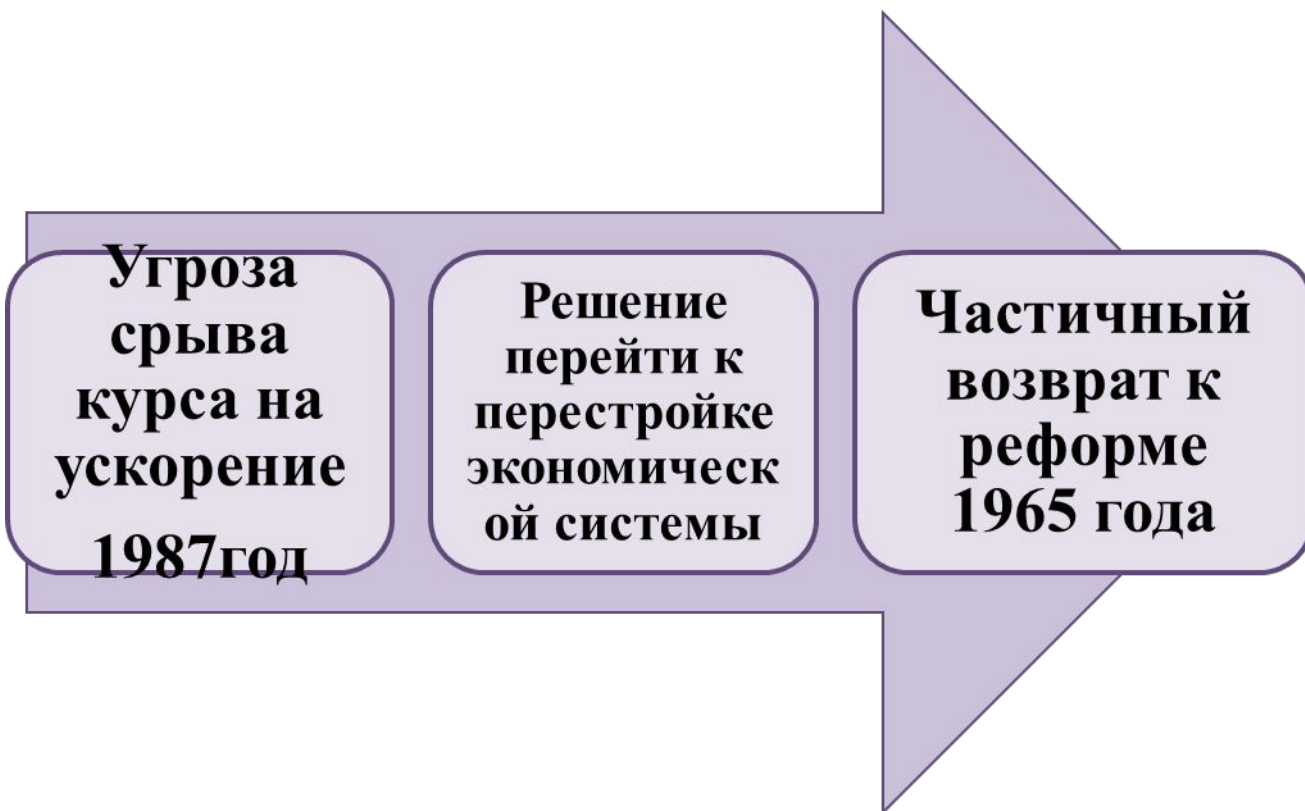 Угроза
срыва
курса на
ускорение
1987год
Решение
перейти к
перестройке
экономическ
ой системы
Частичный
возврат к
реформе
1965 года